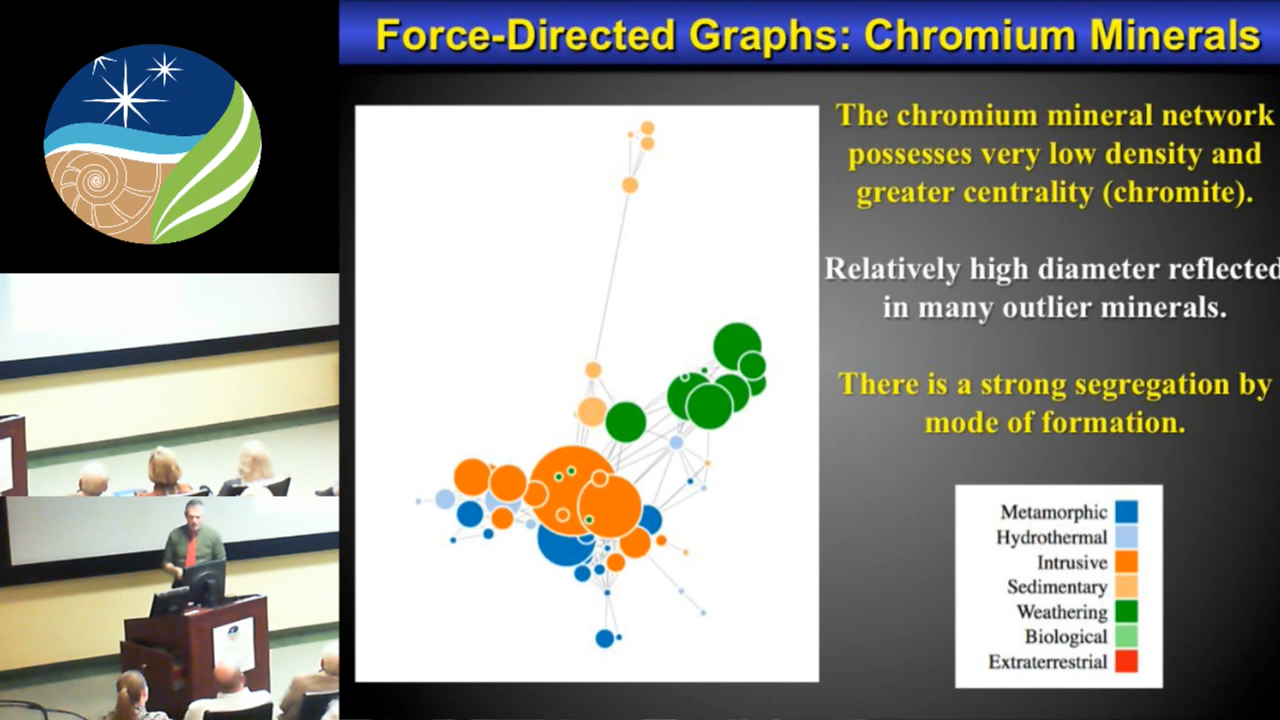 Force-Directed Graphs: Chromium Minerals
The chromium mineral network
possesses very low density and
greater centrality (chromite).
Relatively high diameter reflected
in many outlier minerals.
There is a strong segregation by
mode of formation.
Metamorphic
Hydrothermal
Intrusive
Sedimentary
Weathering
Biological
Extraterrestrial